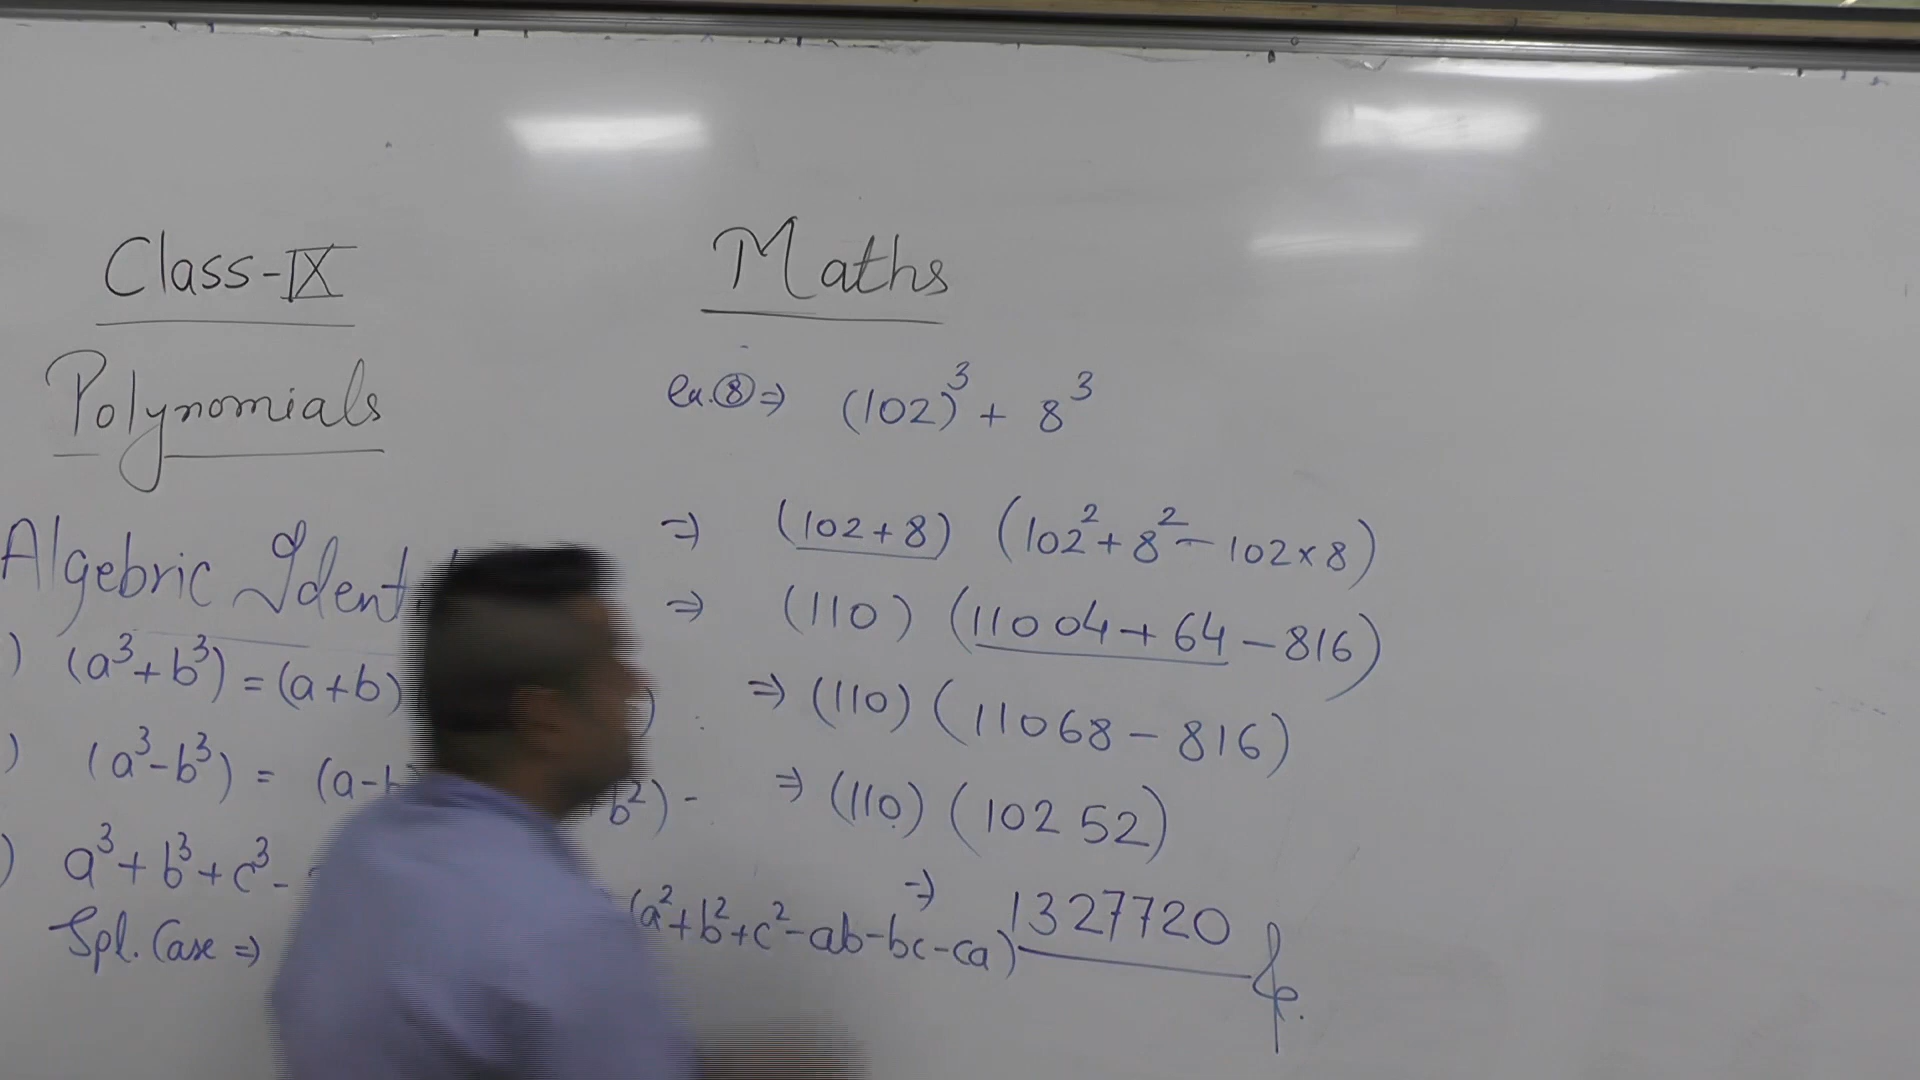 Class-IX
Maths
Polynomials
Algebric
) (a³+b³) = (a+b)
) (a³-b³) = (a-b
b²) -
) a³+b³+c³-
(a²+b²+c²-ab-bc-ca)
Spl. Case ⇒
ex. ⑧ ⇒ (102)³ + 8³
⇒ (102+8) (102²+8²-102×8)
⇒ (110) (11004+64-816)
⇒ (110) (11068-816)
⇒ (110) (10252)
⇒ 1327720